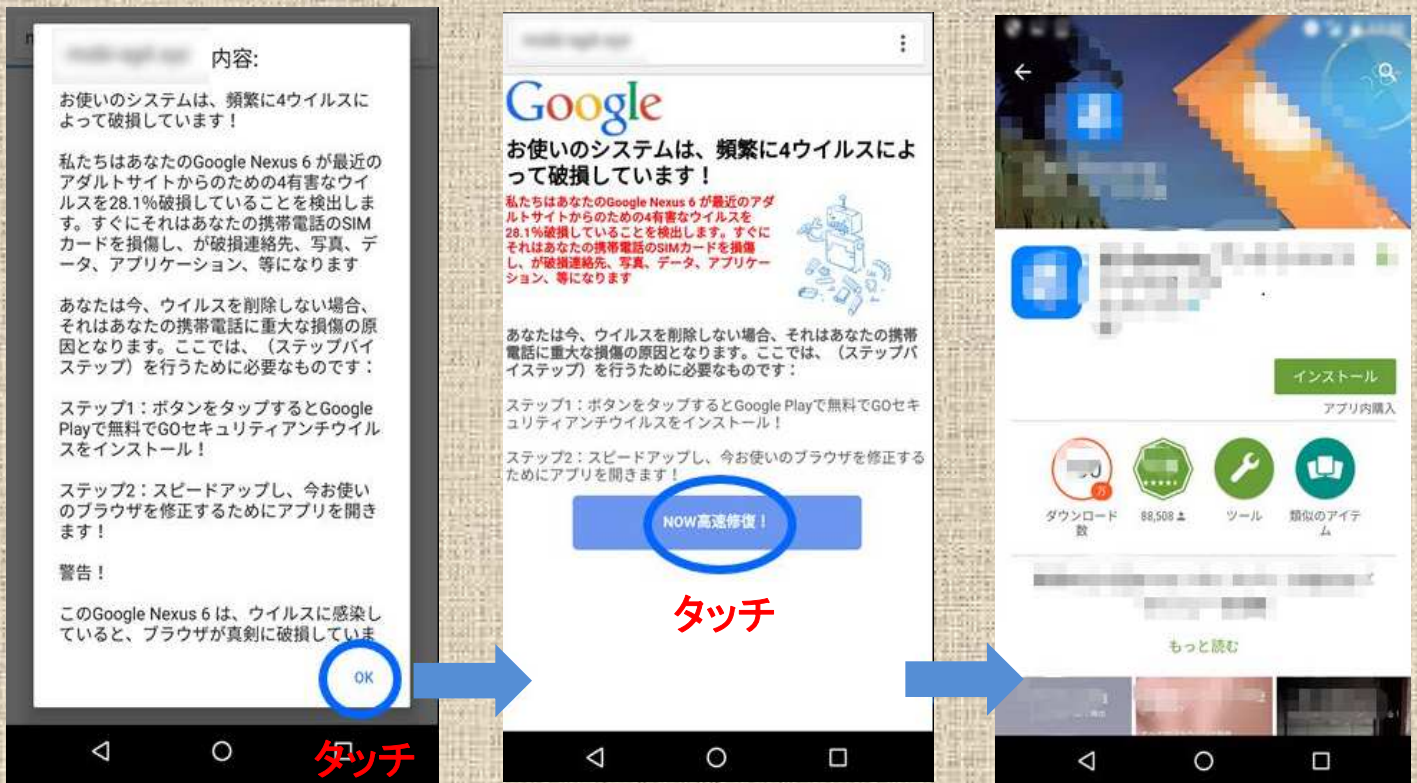 内容:
お使いのシステムは、頻繁に4ウイルスに
よって破損しています！
私たちはあなたのGoogle Nexus 6 が最近の
アダルトサイトからのための4有害なウイ
ルスを28.1％破損していることを検出しま
す。すぐにそれはあなたの携帯電話のSIM
カードを損傷し、が破損連絡先、写真、デ
ータ、アプリケーション、等になります
あなたは今、ウイルスを削除しない場合、
それはあなたの携帯電話に重大な損傷の原
因となります。ここでは、（ステップバイ
ステップ）を行うために必要なものです：
ステップ1：ボタンをタップするとGoogle
Playで無料でGOセキュリティアンチウイル
スをインストール！
ステップ2：スピードアップし、今お使い
のブラウザを修正するためにアプリを開き
ます！
警告！
このGoogle Nexus 6 は、ウイルスに感染し
ていると、ブラウザが真剣に破損していま
OK
タッチ
Google
お使いのシステムは、頻繁に4ウイルスによ
って破損しています！
私たちはあなたのGoogle Nexus 6 が最近のアダ
ルトサイトからのための4有害なウイルスを
28.1％破損していることを検出します。すぐに
それはあなたの携帯電話のSIMカードを損傷
し、が破損連絡先、写真、データ、アプリケー
ション、等になります
あなたは今、ウイルスを削除しない場合、それはあなたの携帯
電話に重大な損傷の原因となります。ここでは、（ステップバ
イステップ）を行うために必要なものです：
ステップ1：ボタンをタップするとGoogle Playで無料でGOセキ
ュリティアンチウイルスをインストール！
ステップ2：スピードアップし、今お使いのブラウザを修正する
ためにアプリを開きます！
NOW高速修復！
タッチ
インストール
アプリ内購入
万
ダウンロード
数
88,508
ツール
類似のアイテ
ム
もっと読む